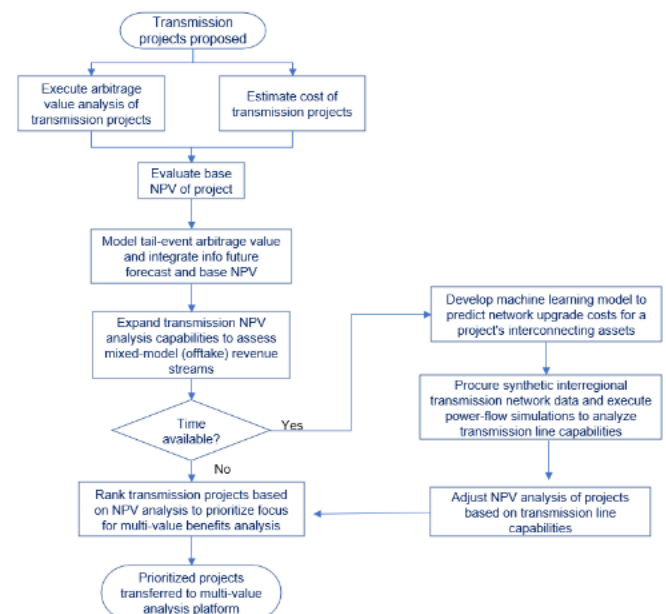 Transmission
projects proposed
Execute arbitrage
value analysis of
transmission projects
Estimate cost of
transmission projects
Evaluate base
NPV of project
Model tail-event arbitrage value
and integrate info future
forecast and base NPV
Expand transmission NPV
analysis capabilities to assess
mixed-model (offtake) revenue
streams
Time
available?
Yes
No
Develop machine learning model to
predict network upgrade costs for a
project's interconnecting assets
Procure synthetic interregional
transmission network data and execute
power-flow simulations to analyze
transmission line capabilities
Adjust NPV analysis of projects
based on transmission line
capabilities
Rank transmission projects based
on NPV analysis to prioritize focus
for multi-value benefits analysis
Prioritized projects
transferred to multi-value
analysis platform